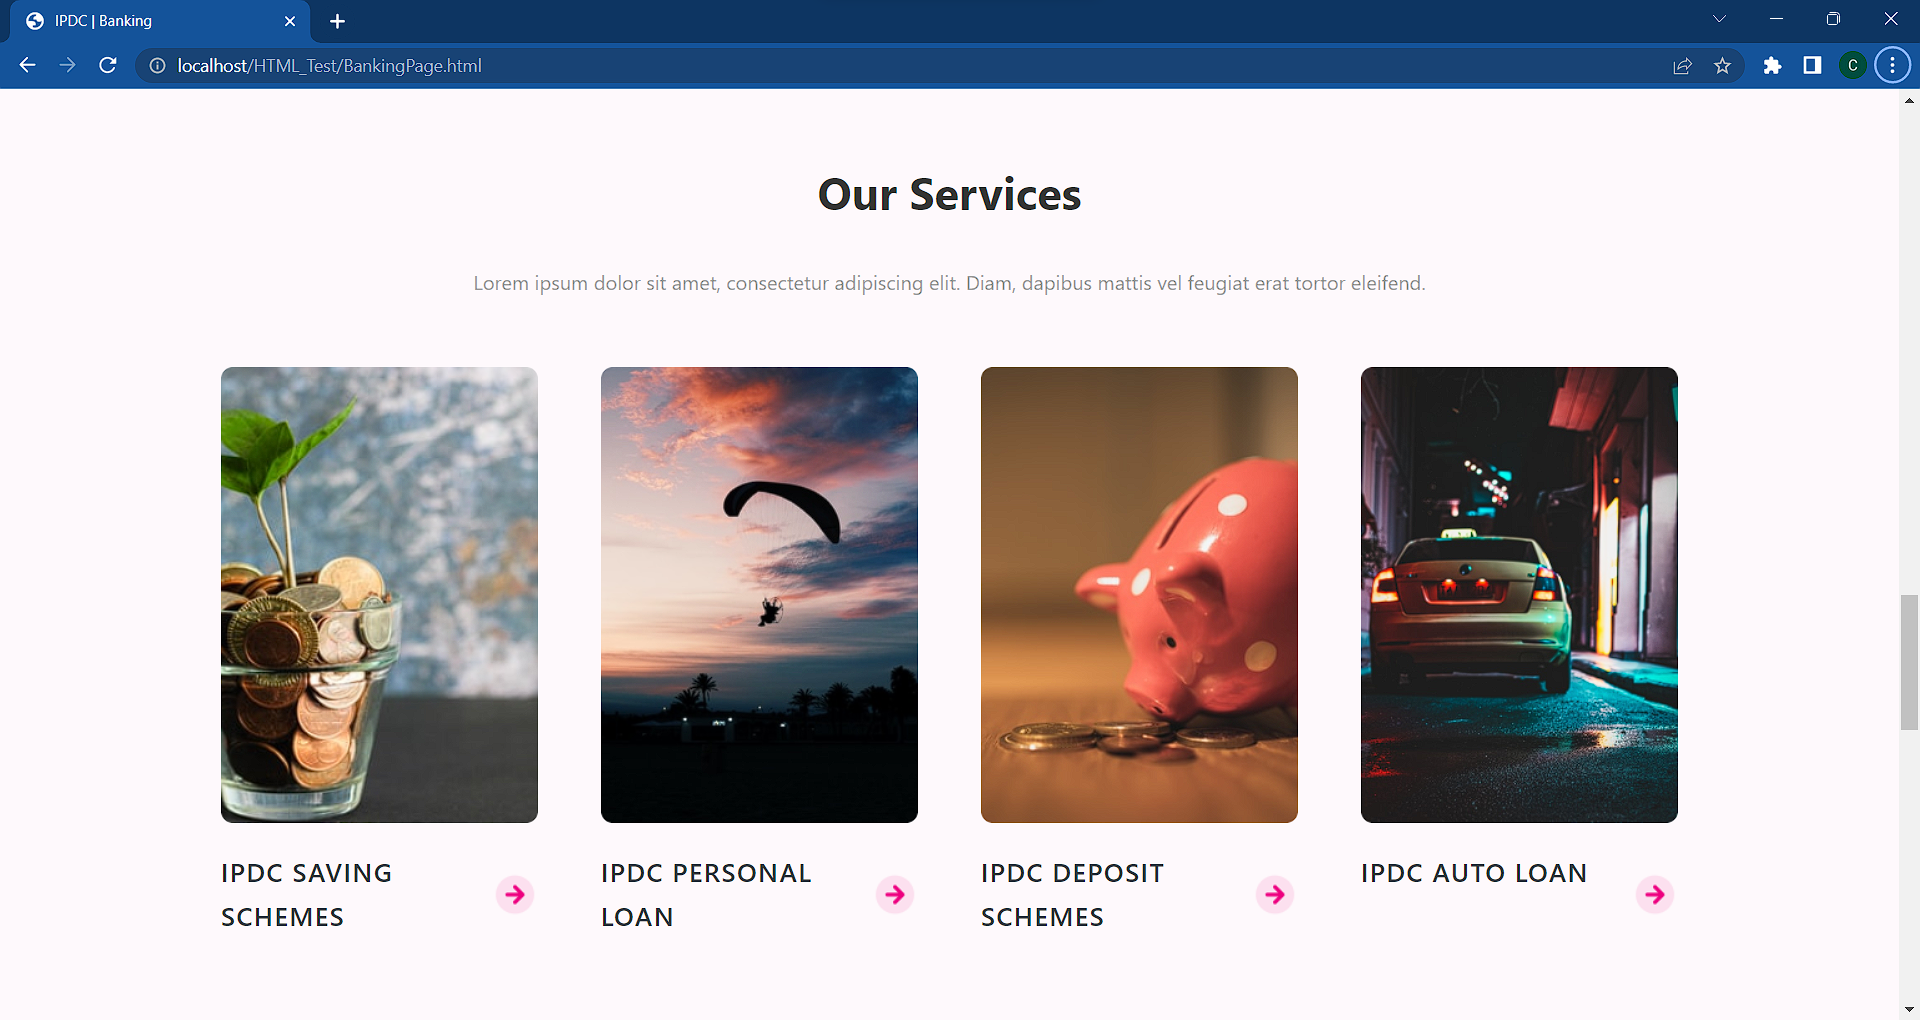 IPDC | Banking
localhost/HTML_Test/BankingPage.html
C
Our Services
Lorem ipsum dolor sit amet, consectetur adipiscing elit. Diam, dapibus mattis vel feugiat erat tortor eleifend.
IPDC SAVING
SCHEMES
IPDC PERSONAL
LOAN
IPDC DEPOSIT
SCHEMES
IPDC AUTO LOAN